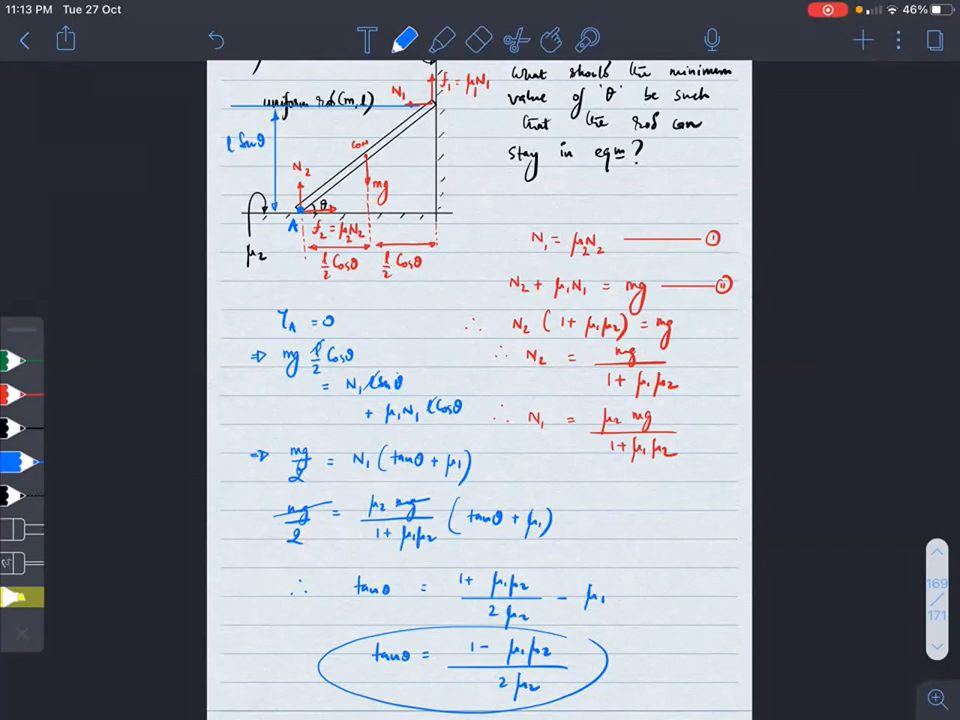 11:13 PM Tue 27 Oct
46%
uniform rod (m, l)
N₁
f₁ = μ₁N₁
l Sinθ
COM
N₂
mg
θ
A
f₂ = μ₂N₂
μ₂
l/2 Cosθ
l/2 Cosθ
What should the minimum
value of 'θ' be such
that the rod can
stay in eqm?
N₁ = μ₂N₂ ——— (I)
N₂ + μ₁N₁ = mg ——— (II)
∴ N₂ (1 + μ₁μ₂) = mg
∴ N₂ = mg / (1 + μ₁μ₂)
∴ N₁ = μ₂ mg / (1 + μ₁μ₂)
τ_A = 0
⇒ mg l/2 Cosθ
= N₁ l Sinθ
+ μ₁N₁ l Cosθ
⇒ mg/2 = N₁ (tanθ + μ₁)
mg/2 = μ₂ mg / (1 + μ₁μ₂) (tanθ + μ₁)
∴ tanθ = (1 + μ₁μ₂) / 2μ₂ − μ₁
tanθ = (1 − μ₁μ₂) / 2μ₂
169
/
171